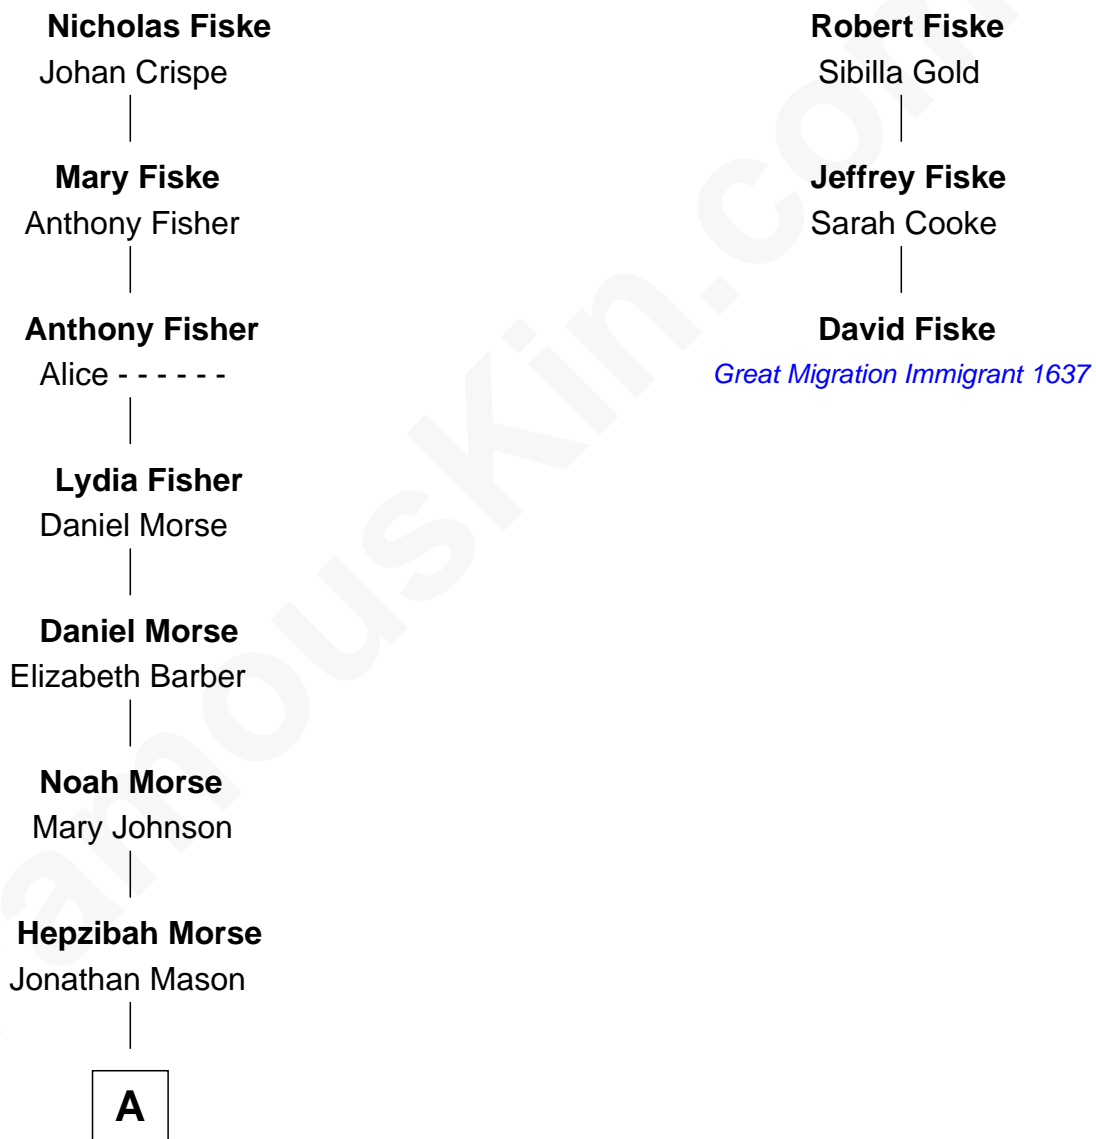 Nicholas Fiske
Johan Crispe
Mary Fiske
Anthony Fisher
Anthony Fisher
Alice - - - - - -
Lydia Fisher
Daniel Morse
Daniel Morse
Elizabeth Barber
Noah Morse
Mary Johnson
Hepzibah Morse
Jonathan Mason
A
Robert Fiske
Sibilla Gold
Jeffrey Fiske
Sarah Cooke
David Fiske
Great Migration Immigrant 1637
amouskin.com